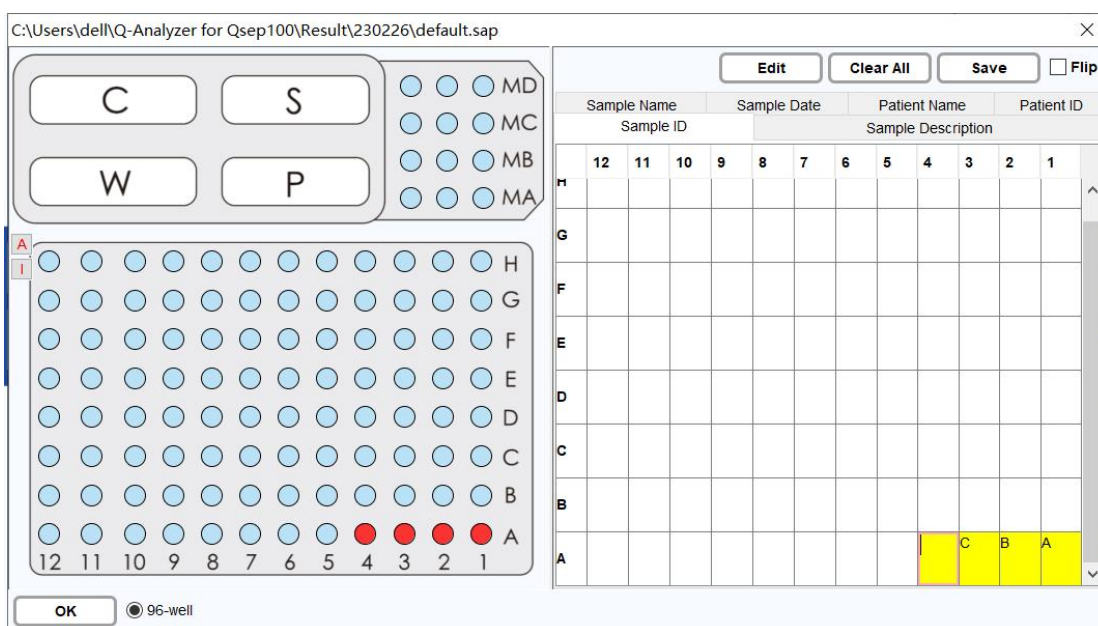 C:\Users\dell\Q-Analyzer for Qsep100\Result\230226\default.sap
C S MD
MC
W P MB
MA
A
I
H
G
F
E
D
C
B
A
12 11 10 9 8 7 6 5 4 3 2 1
OK 96-well
Edit Clear All Save Flip
Sample Name Sample Date Patient Name Patient ID
Sample ID Sample Description
12 11 10 9 8 7 6 5 4 3 2 1
H
G
F
E
D
C
B
A C B A